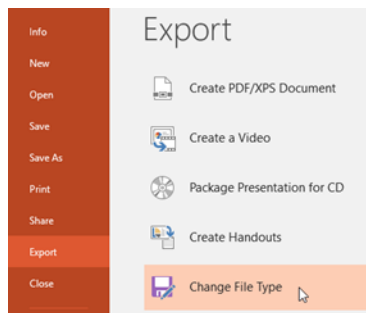 Info
New
Open
Save
Save As
Print
Share
Export
Close
Export
Create PDF/XPS Document
Create a Video
Package Presentation for CD
Create Handouts
Change File Type